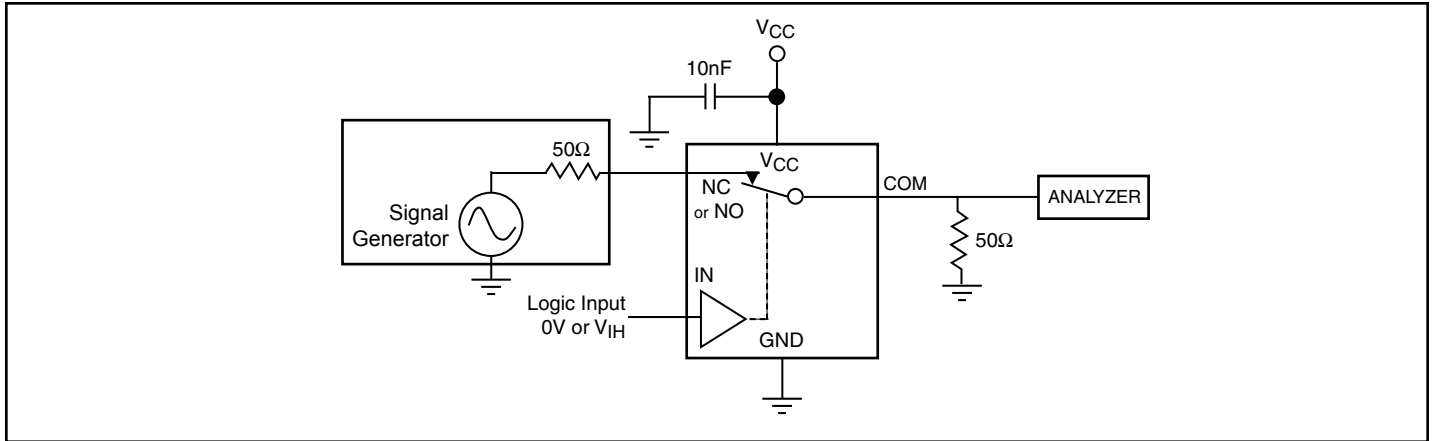 VCC
10nF
50Ω
VCC
NC
or NO
COM
ANALYZER
Signal
Generator
50Ω
IN
Logic Input
0V or VIH
GND